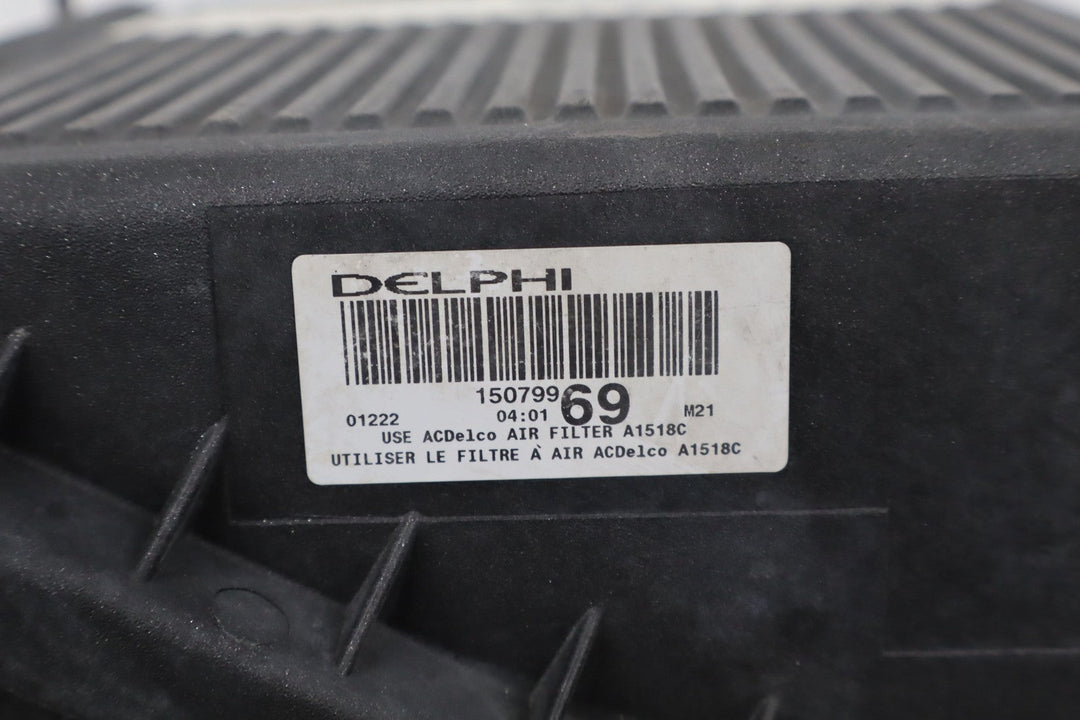 DELPHI
15079969
01222 04:01 M21
USE ACDelco AIR FILTER A1518C
UTILISER LE FILTRE À AIR ACDelco A1518C